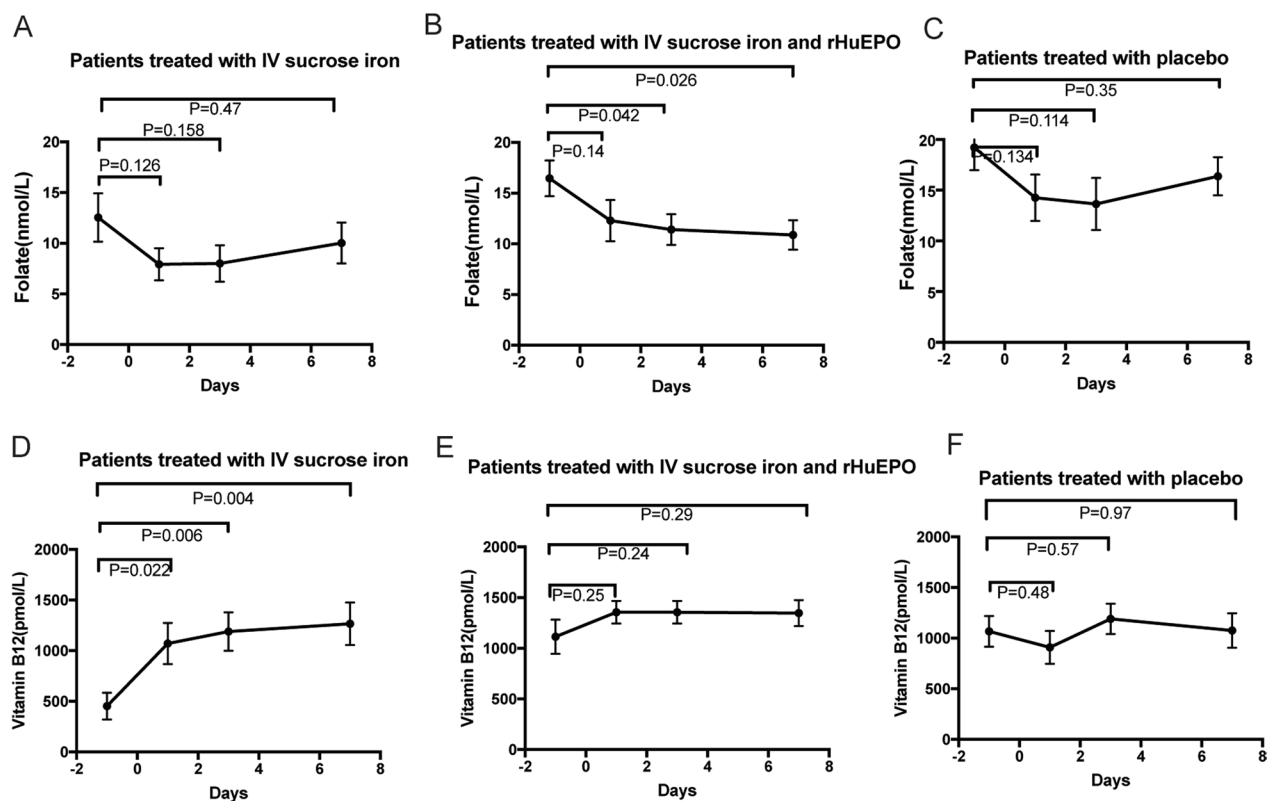 A
Patients treated with IV sucrose iron
P=0.47
P=0.158
P=0.126
20
15
10
5
0
Folate(nmol/L)
-2 0 2 4 6 8
Days
B
Patients treated with IV sucrose iron and rHuEPO
P=0.026
P=0.042
P=0.14
20
15
10
5
0
Folate(nmol/L)
-2 0 2 4 6 8
Days
C
Patients treated with placebo
P=0.35
P=0.114
P=0.134
20
15
10
5
0
Folate(nmol/L)
-2 0 2 4 6 8
Days
D
Patients treated with IV sucrose iron
P=0.004
P=0.006
P=0.022
2000
1500
1000
500
0
Vitamin B12(pmol/L)
-2 0 2 4 6 8
Days
E
Patients treated with IV sucrose iron and rHuEPO
P=0.29
P=0.24
P=0.25
2000
1500
1000
500
0
Vitamin B12(pmol/L)
-2 0 2 4 6 8
Days
F
Patients treated with placebo
P=0.97
P=0.57
P=0.48
2000
1500
1000
500
0
Vitamin B12(pmol/L)
-2 0 2 4 6 8
Days